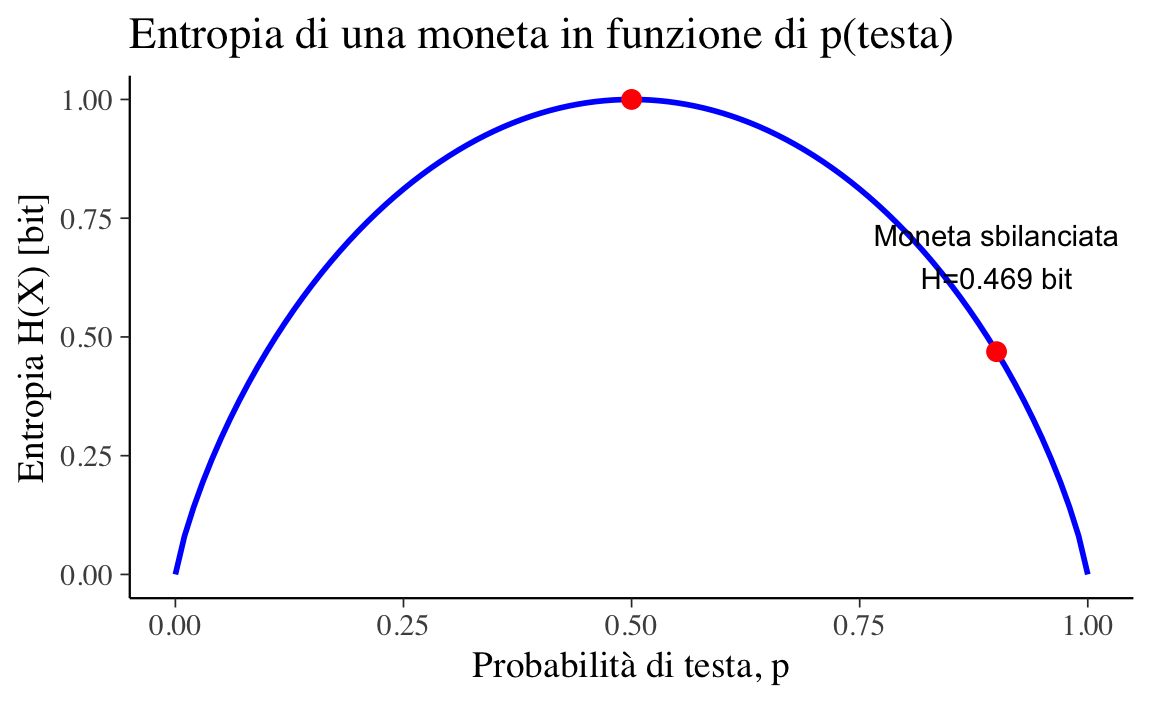 Entropia di una moneta in funzione di p(testa)
Entropia H(X) [bit]
1.00
0.75
0.50
0.25
0.00
Moneta sbilanciata
H=0.469 bit
0.00 0.25 0.50 0.75 1.00
Probabilità di testa, p